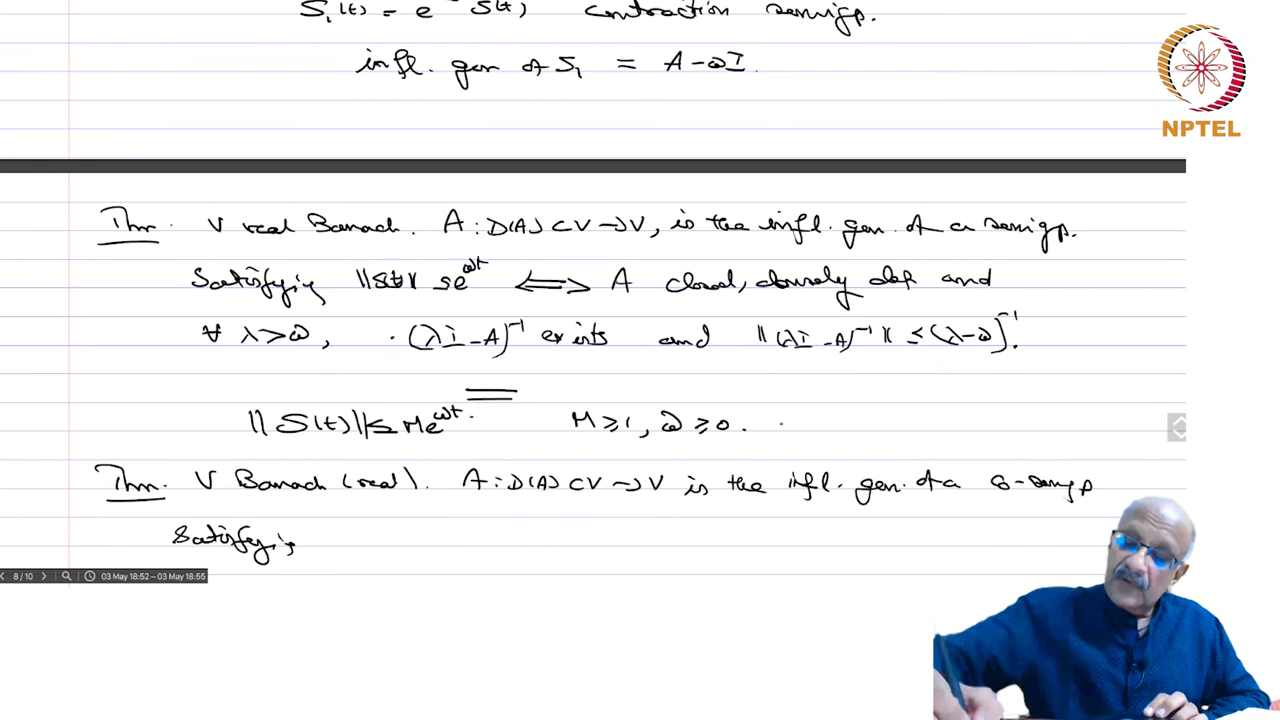 S₁(t) = e S(t) contraction semigp.
infl. gen of S₁ = A-ωI.
NPTEL
Thm. V real Banach. A : D(A) ⊂ V → V, is the infl. gen. of a semigp.
Satisfying ||S(t)|| ≤ e^{ωt} ⟺ A closed, densely def and
∀ λ > ω, (λI - A)^{-1} exists and ||(λI - A)^{-1}|| ≤ (λ-ω)^{-1}.
||S(t)|| ≤ Me^{ωt}. M ≥ 1, ω ≥ 0.
Thm. V Banach (real). A : D(A) ⊂ V → V is the infl. gen. of a c₀-semigp
Satisfying
8 / 10 03 May 18:52 – 03 May 18:55